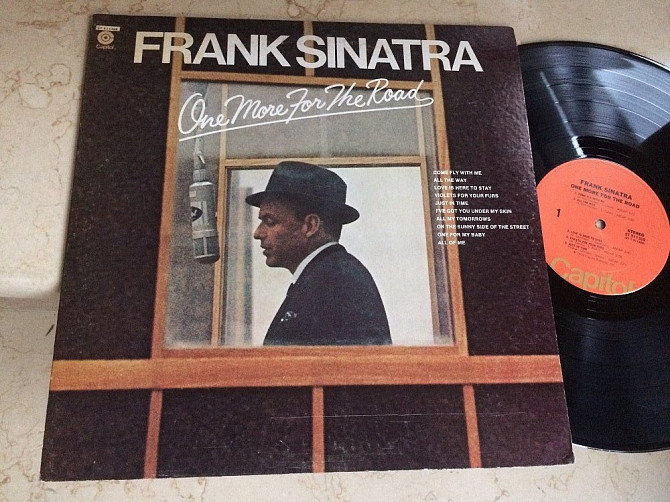 Capitol
FRANK SINATRA
One More For The Road
COME FLY WITH ME
ALL THE WAY
LOVE IS HERE TO STAY
VIOLETS FOR YOUR FURS
JUST IN TIME
I'VE GOT YOU UNDER MY SKIN
ALL MY TOMORROWS
ON THE SUNNY SIDE OF THE STREET
ONE FOR MY BABY
ALL OF ME
FRANK SINATRA
ONE MORE FOR THE ROAD
1
STEREO
Capitol